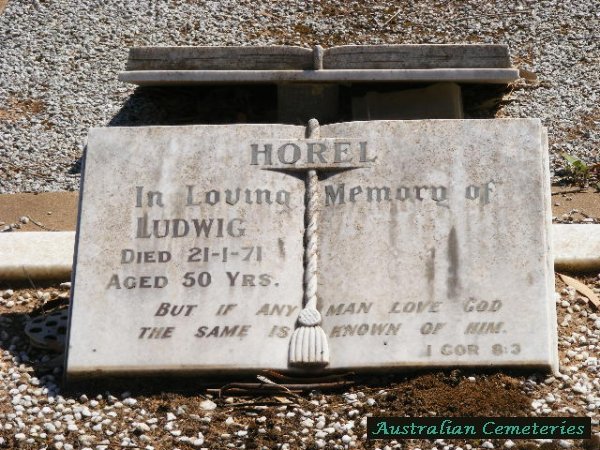 HOREL
In Loving Memory of
LUDWIG
DIED 21-1-71
AGED 50 YRS.
BUT IF ANY MAN LOVE GOD
THE SAME IS KNOWN OF HIM.
1 COR 8:3
Australian Cemeteries